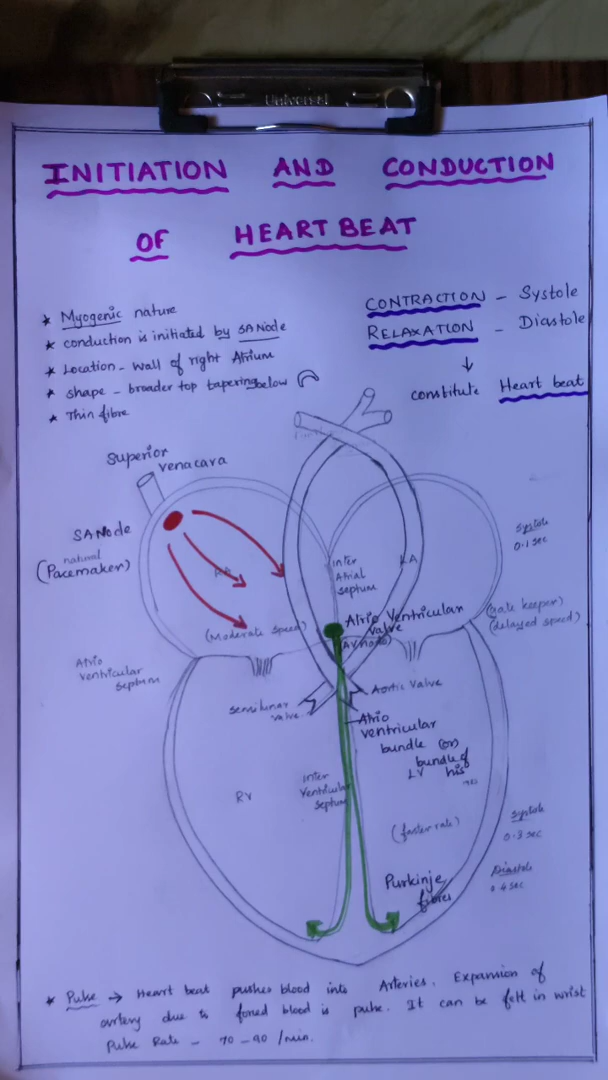 Universal
INITIATION AND CONDUCTION
OF HEART BEAT
* Myogenic nature
* conduction is initiated by SA Node
* Location - wall of right Atrium
* shape - broader top tapering below
* Thin fibre
CONTRACTION - Systole
RELAXATION - Diastole
↓
constitute Heart beat
Superior
venacava
SA Node
natural
(Pacemaker)
RA
LA
Inter
Atrial
septum
Systole
0.1 sec
(Moderate speed)
Atrio Ventricular
valve
(AV node)
(gate keeper)
(delayed speed)
Atrio
ventricular
septum
Semilunar
valve
Aortic valve
Atrio
ventricular
bundle (or)
bundle of
his
LV
RV
Inter
Ventricular
septum
(faster rate)
Systole
0.3 sec
Diastole
0.4 sec
Purkinje
fibres
* Pulse → Heart beat pushes blood into Arteries. Expansion of
artery due to forced blood is pulse. It can be felt in wrist
Pulse Rate - 70-90 /min.